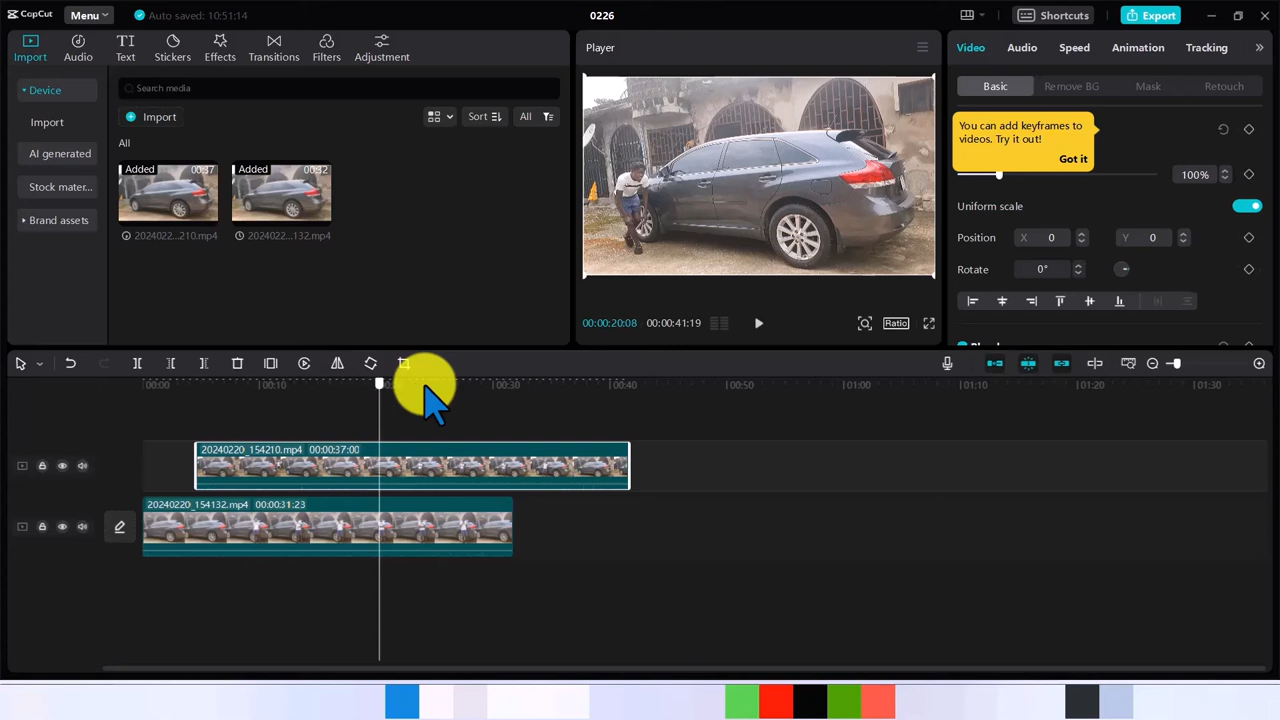 CapCut Menu Auto saved: 10:51:14 0226 Shortcuts Export
Import Audio Text Stickers Effects Transitions Filters Adjustment
Device
Import
AI generated
Stock mater...
Brand assets
Search media
Import Sort All
All
Added 00:37 Added 00:32
2024022...210.mp4 2024022...132.mp4
Player
00:00:20:08 00:00:41:19 Ratio
Video Audio Speed Animation Tracking
Basic Remove BG Mask Retouch
You can add keyframes to
videos. Try it out!
Got it
100%
Uniform scale
Position X 0 Y 0
Rotate 0°
00:00 00:10 00:30 00:40 00:50 01:00 01:10 01:20 01:30
20240220_154210.mp4 00:00:37:00
20240220_154132.mp4 00:00:31:23